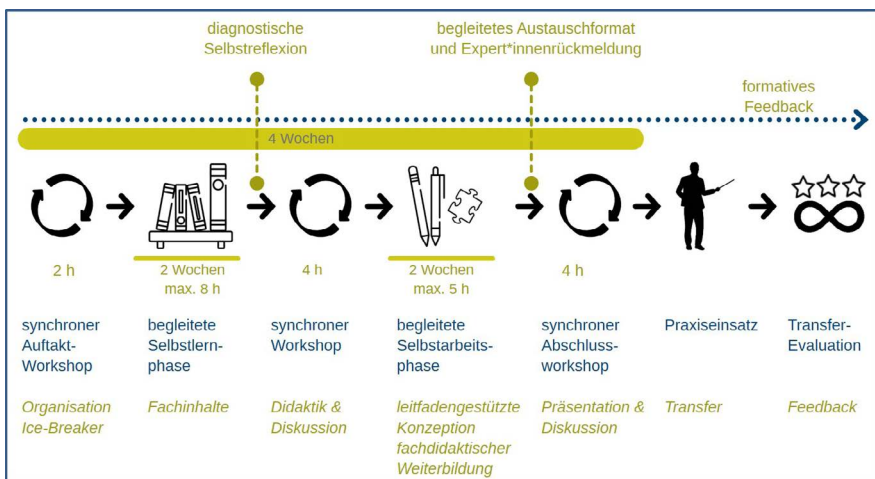 diagnostische
Selbstreflexion
begleitetes Austauschformat
und Expert*innenrückmeldung
formatives
Feedback
4 Wochen
2 h
2 Wochen
max. 8 h
4 h
2 Wochen
max. 5 h
4 h
synchroner
Auftakt-
Workshop
begleitete
Selbstlern-
phase
synchroner
Workshop
begleitete
Selbstarbeits-
phase
synchroner
Abschluss-
workshop
Praxiseinsatz
Transfer-
Evaluation
Organisation
Ice-Breaker
Fachinhalte
Didaktik &
Diskussion
leitfadengestützte
Konzeption
fachdidaktischer
Weiterbildung
Präsentation &
Diskussion
Transfer
Feedback